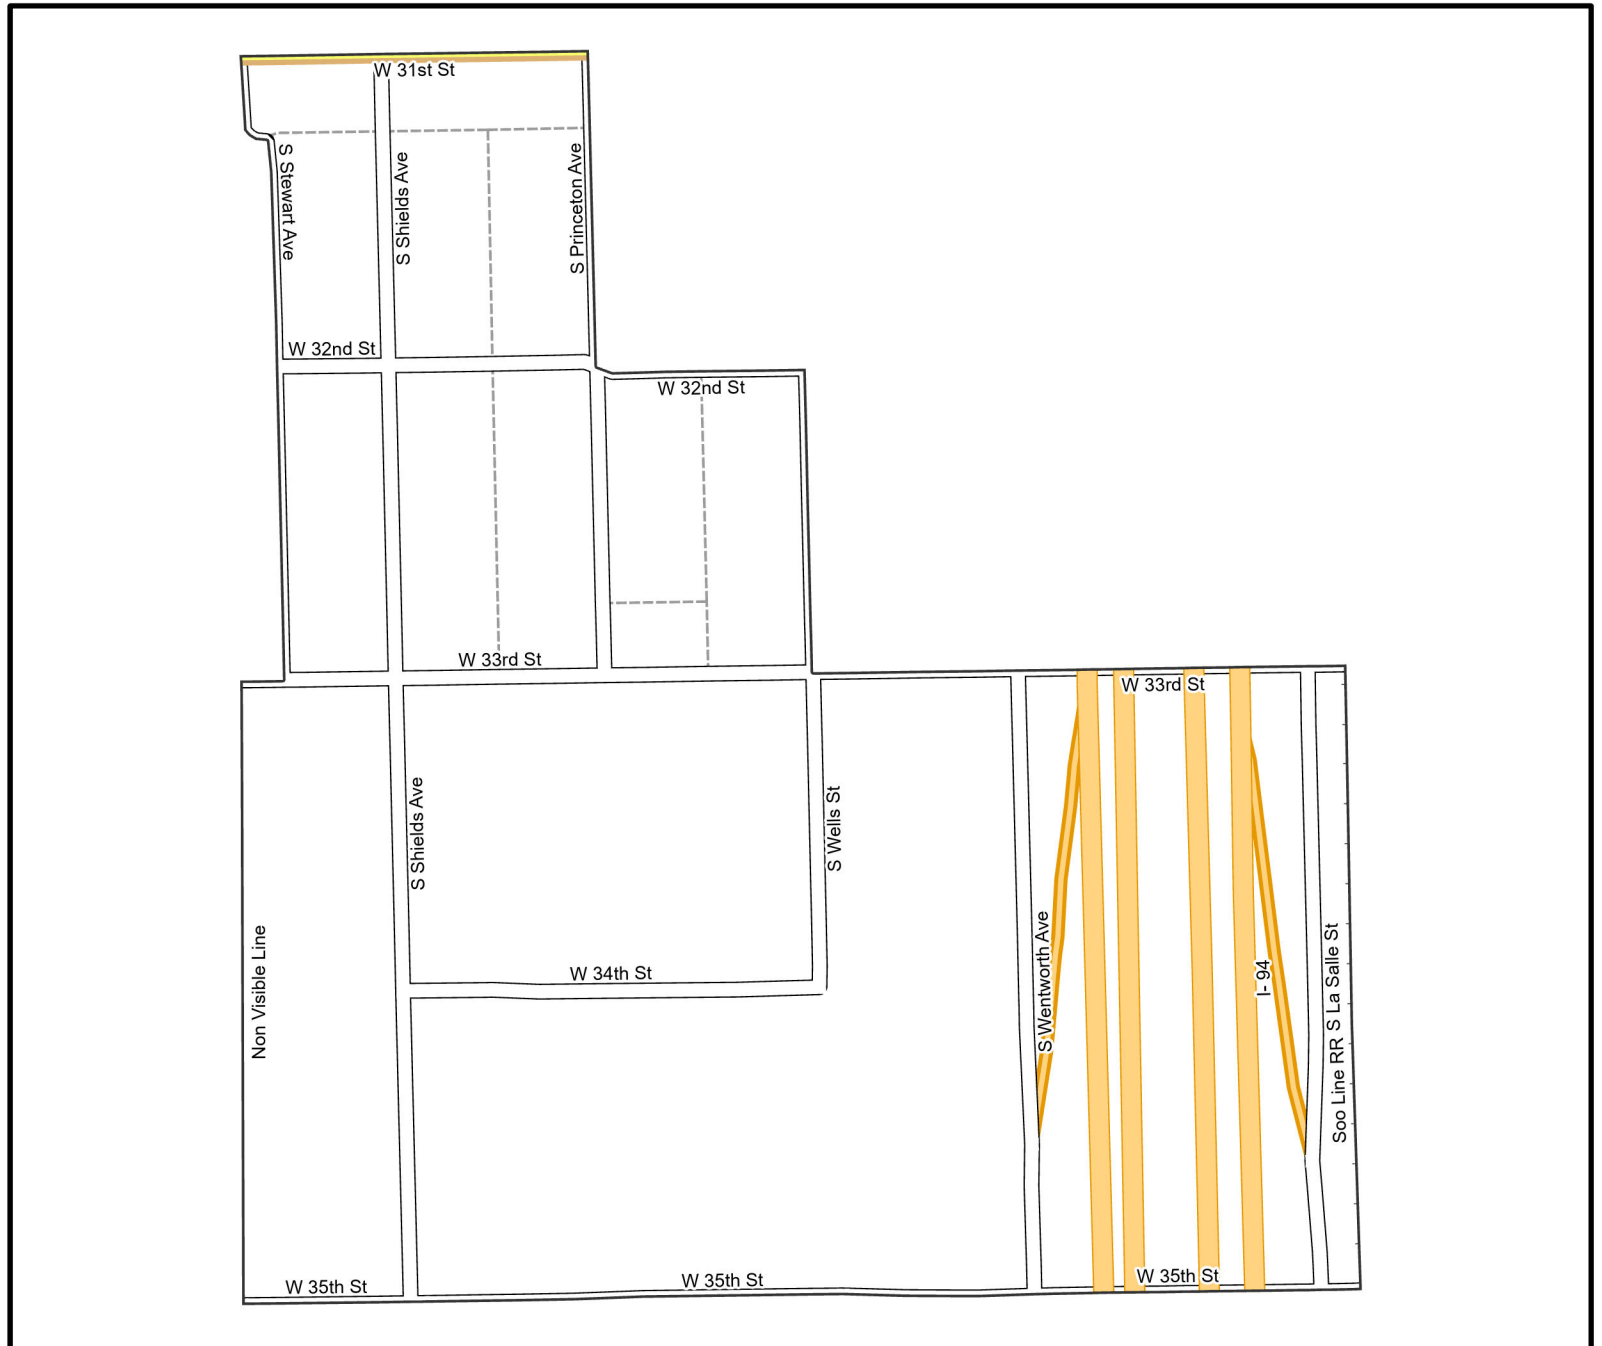 W 31st St
S Stewart Ave
S Shields Ave
S Princeton Ave
W 32nd St
W 32nd St
W 33rd St
W 33rd St
S Shields Ave
S Wells St
Non Visible Line
W 34th St
S Wentworth Ave
I- 94
Soo Line RR
S La Salle St
W 35th St
W 35th St
W 35th St